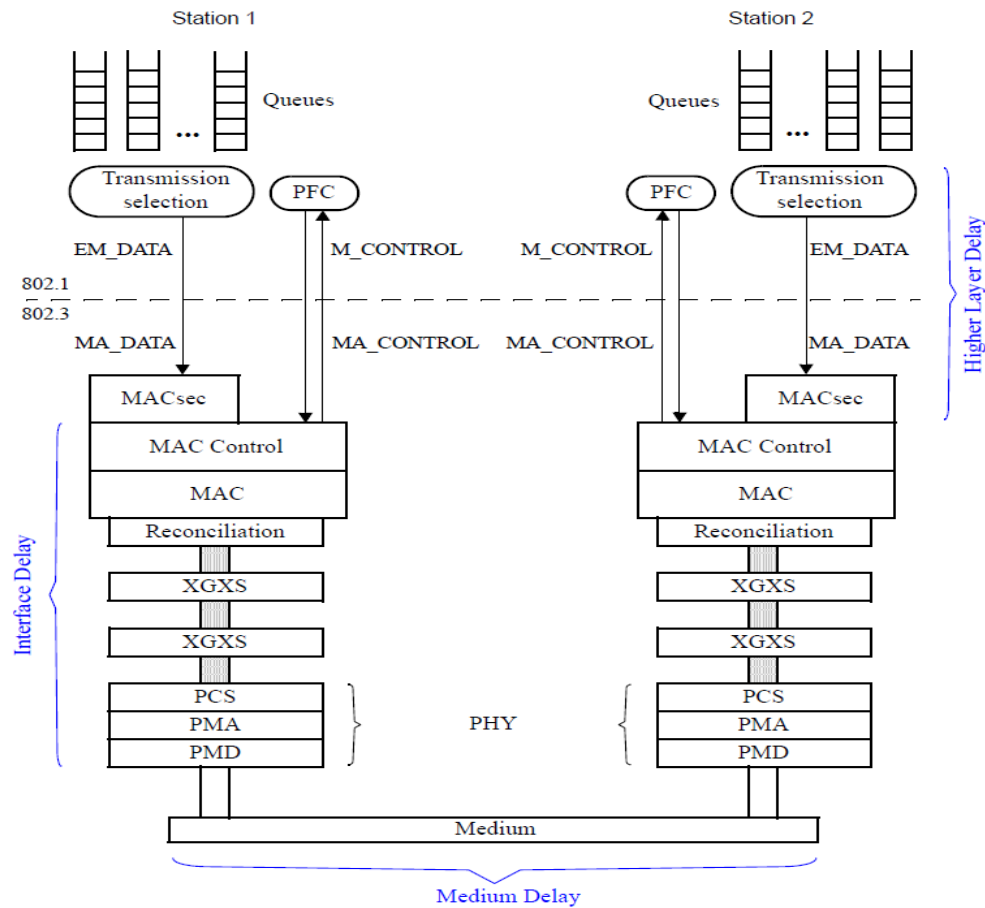 Station 1
Station 2
Queues
Queues
...
...
Transmission
selection
PFC
PFC
Transmission
selection
EM_DATA
M_CONTROL
M_CONTROL
EM_DATA
802.1
802.3
MA_DATA
MA_CONTROL
MA_CONTROL
MA_DATA
Higher Layer Delay
MACsec
MACsec
MAC Control
MAC Control
MAC
MAC
Reconciliation
Reconciliation
Interface Delay
XGXS
XGXS
XGXS
XGXS
PCS
PCS
PMA
PHY
PMA
PMD
PMD
Medium
Medium Delay